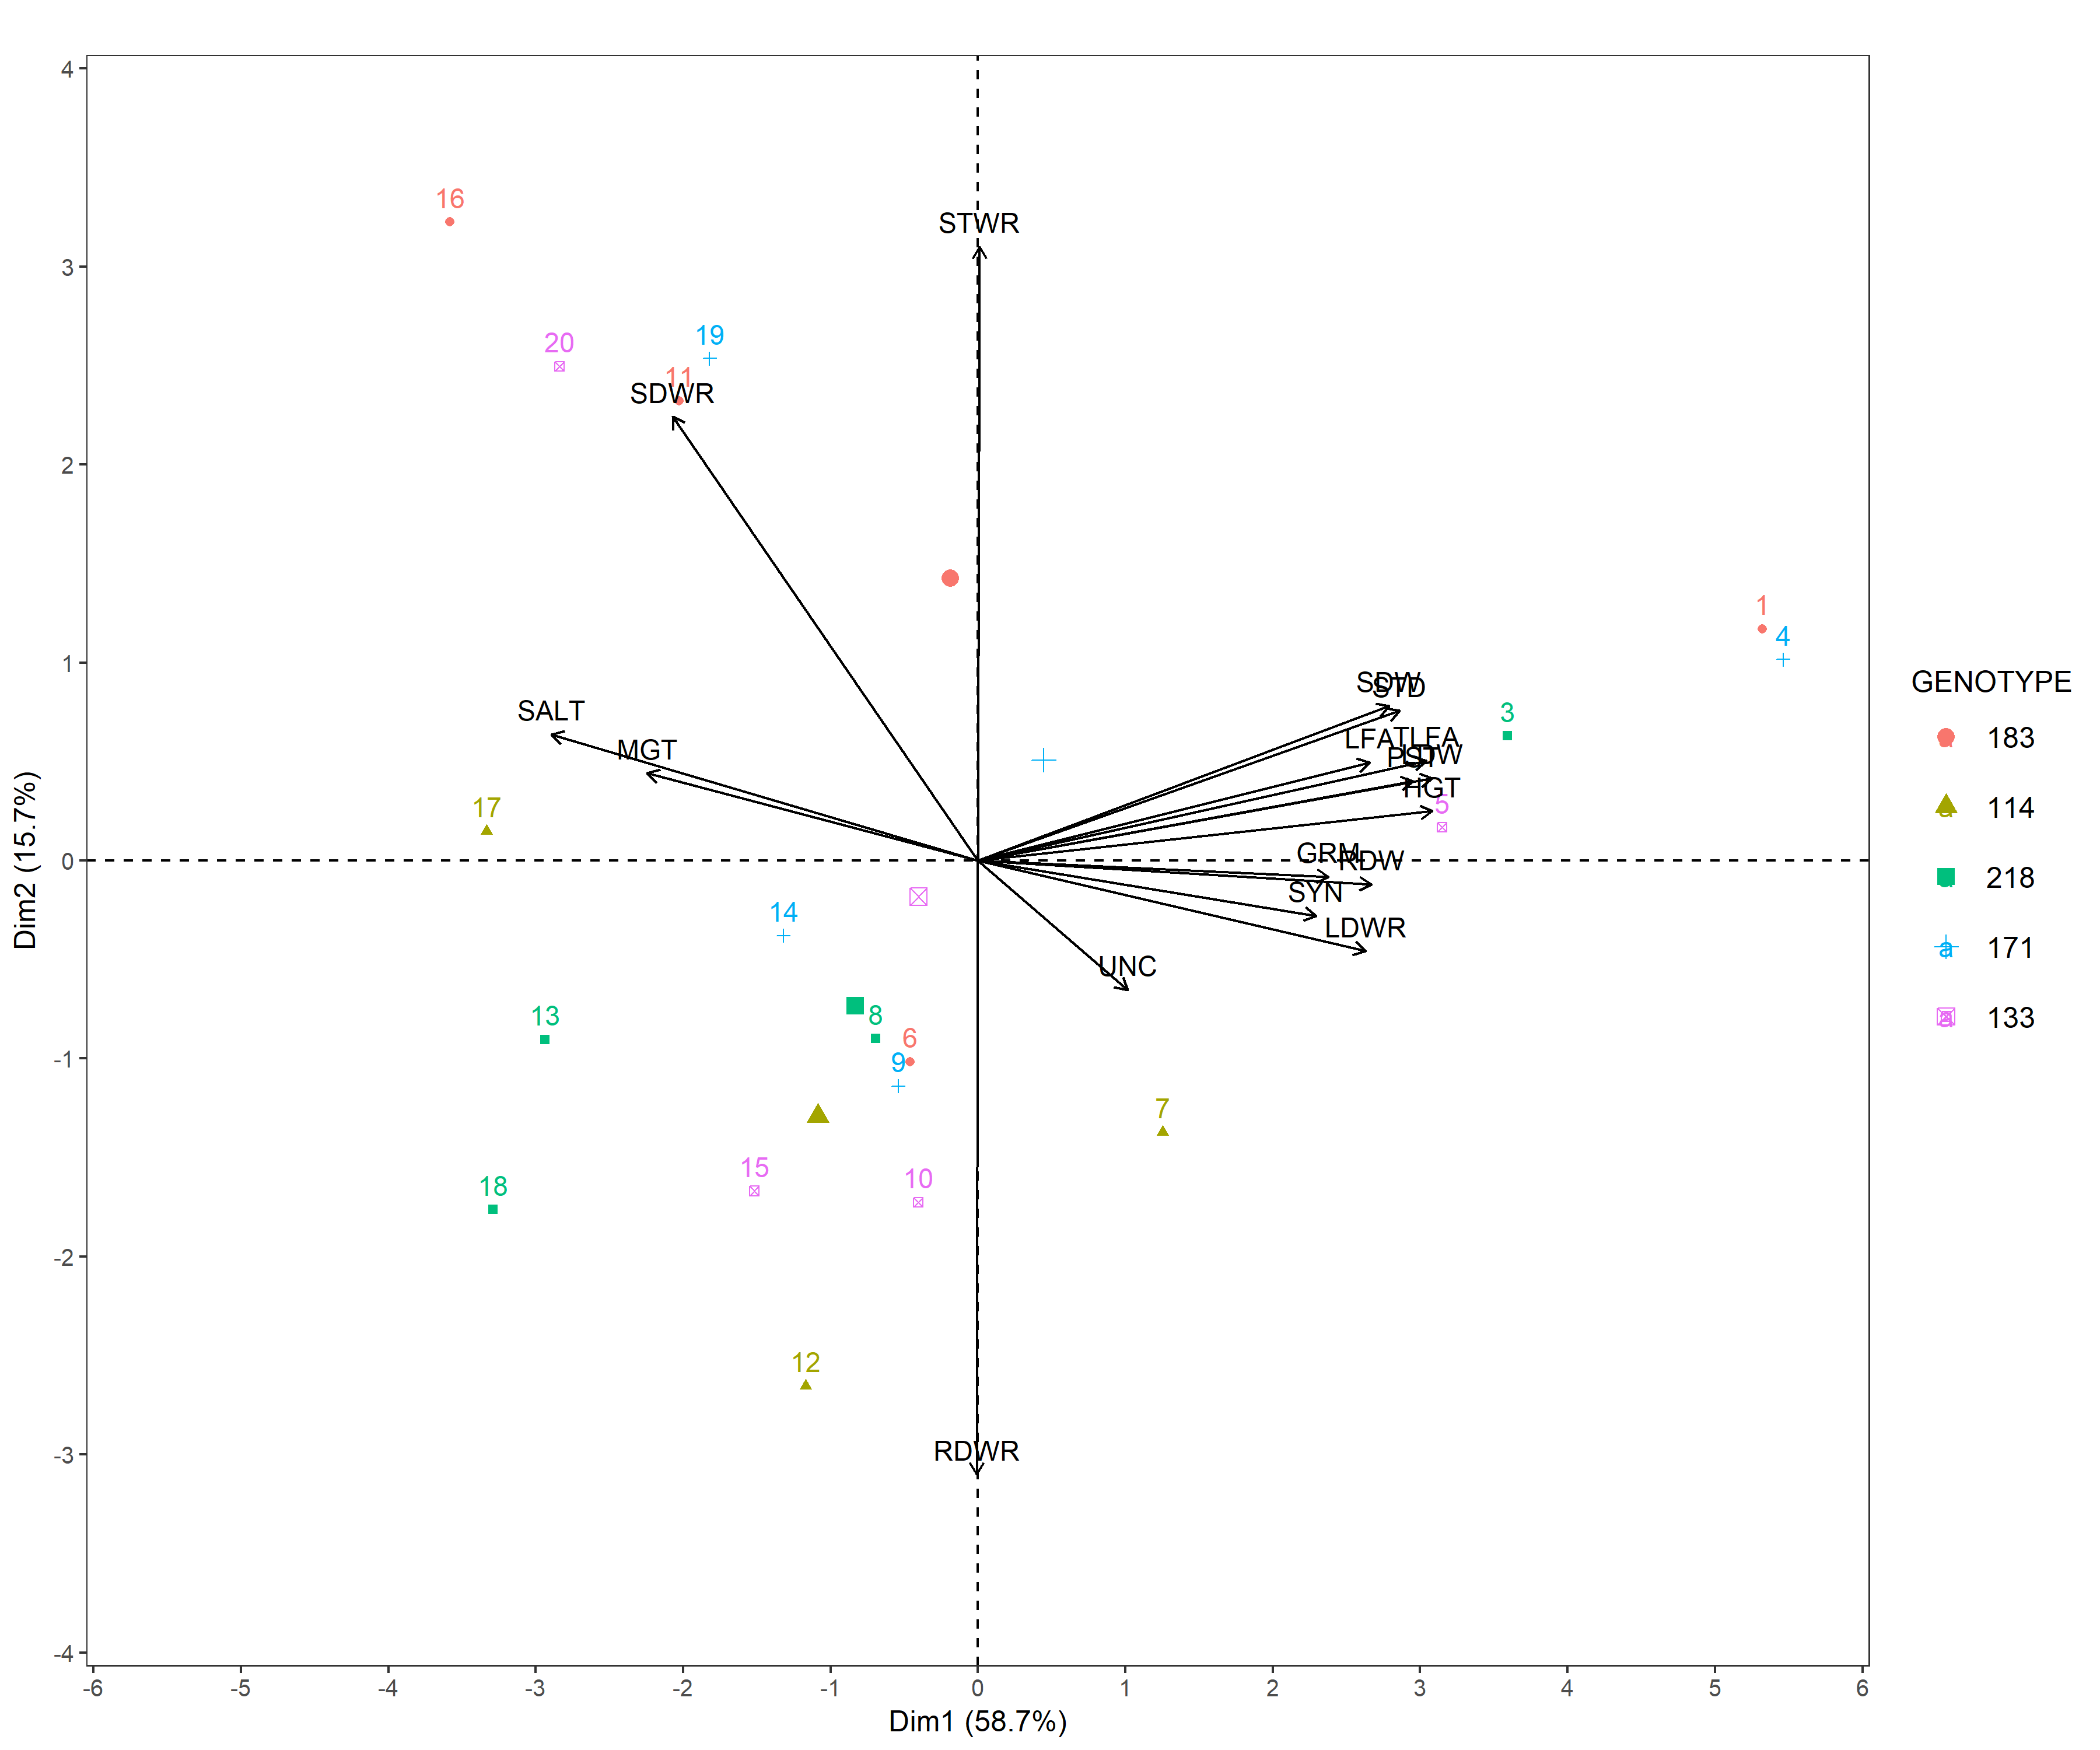 4
3
2
1
0
-1
-2
-3
-4
Dim2 (15.7%)
16
STWR
19
20
11
SDWR
1
4
SDW
STD
SALT
3
LFA
TLFA
MGT
PST
LDW
HGT
5
17
GRM
RDW
SYN
14
LDWR
UNC
13
8
6
9
7
15
10
18
12
RDWR
-6 -5 -4 -3 -2 -1 0 1 2 3 4 5 6
Dim1 (58.7%)
GENOTYPE
a 183
a 114
a 218
a 171
a 133